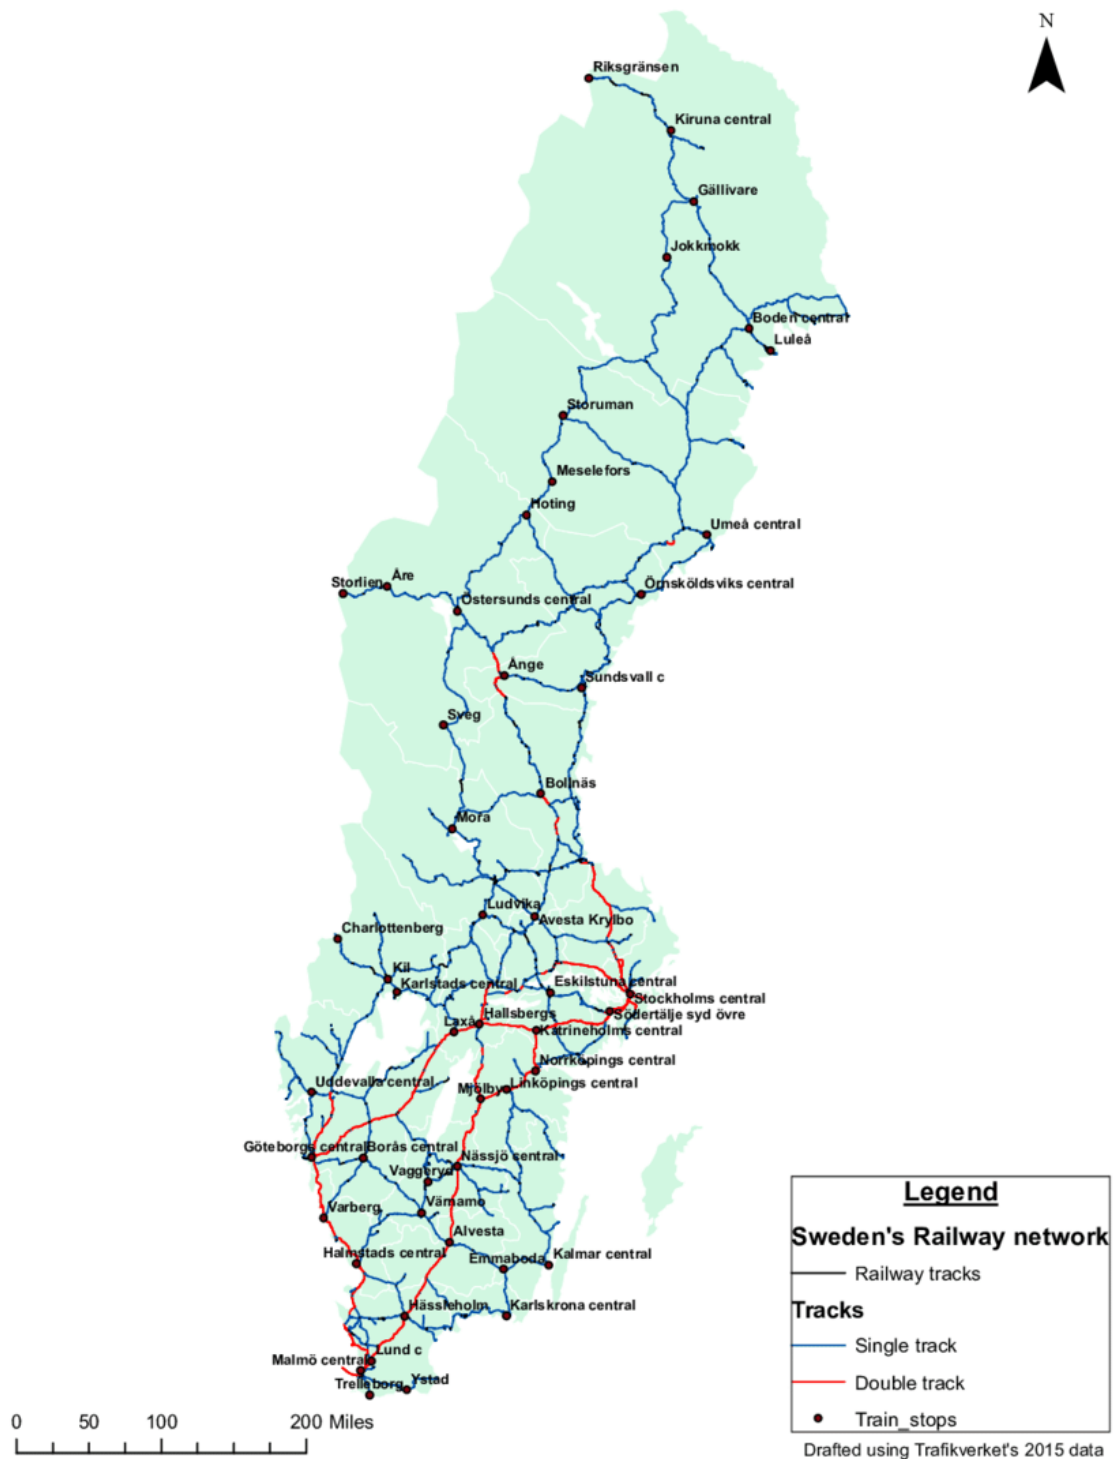 N
Riksgränsen
Kiruna central
Gällivare
Jokkmokk
Boden central
Luleå
Storuman
Meselefors
Hoting
Umeå central
Storlien
Åre
Östersunds central
Örnsköldsviks central
Ånge
Sundsvall c
Sveg
Bollnäs
Mora
Ludvika
Avesta Krylbo
Charlottenberg
Kil
Karlstads central
Eskilstuna central
Stockholms central
Södertälje syd övre
Hallsbergs
Laxå
Katrineholms central
Norrköpings central
Uddevalla central
Mjölby
Linköpings central
Göteborgs central
Borås central
Nässjö central
Vaggeryd
Värnamo
Varberg
Alvesta
Halmstads central
Emmaboda
Kalmar central
Hässleholm
Karlskrona central
Lund c
Malmö central
Trelleborg
Ystad
0 50 100 200 Miles
Legend
Sweden's Railway network
Railway tracks
Tracks
Single track
Double track
Train_stops
Drafted using Trafikverket's 2015 data